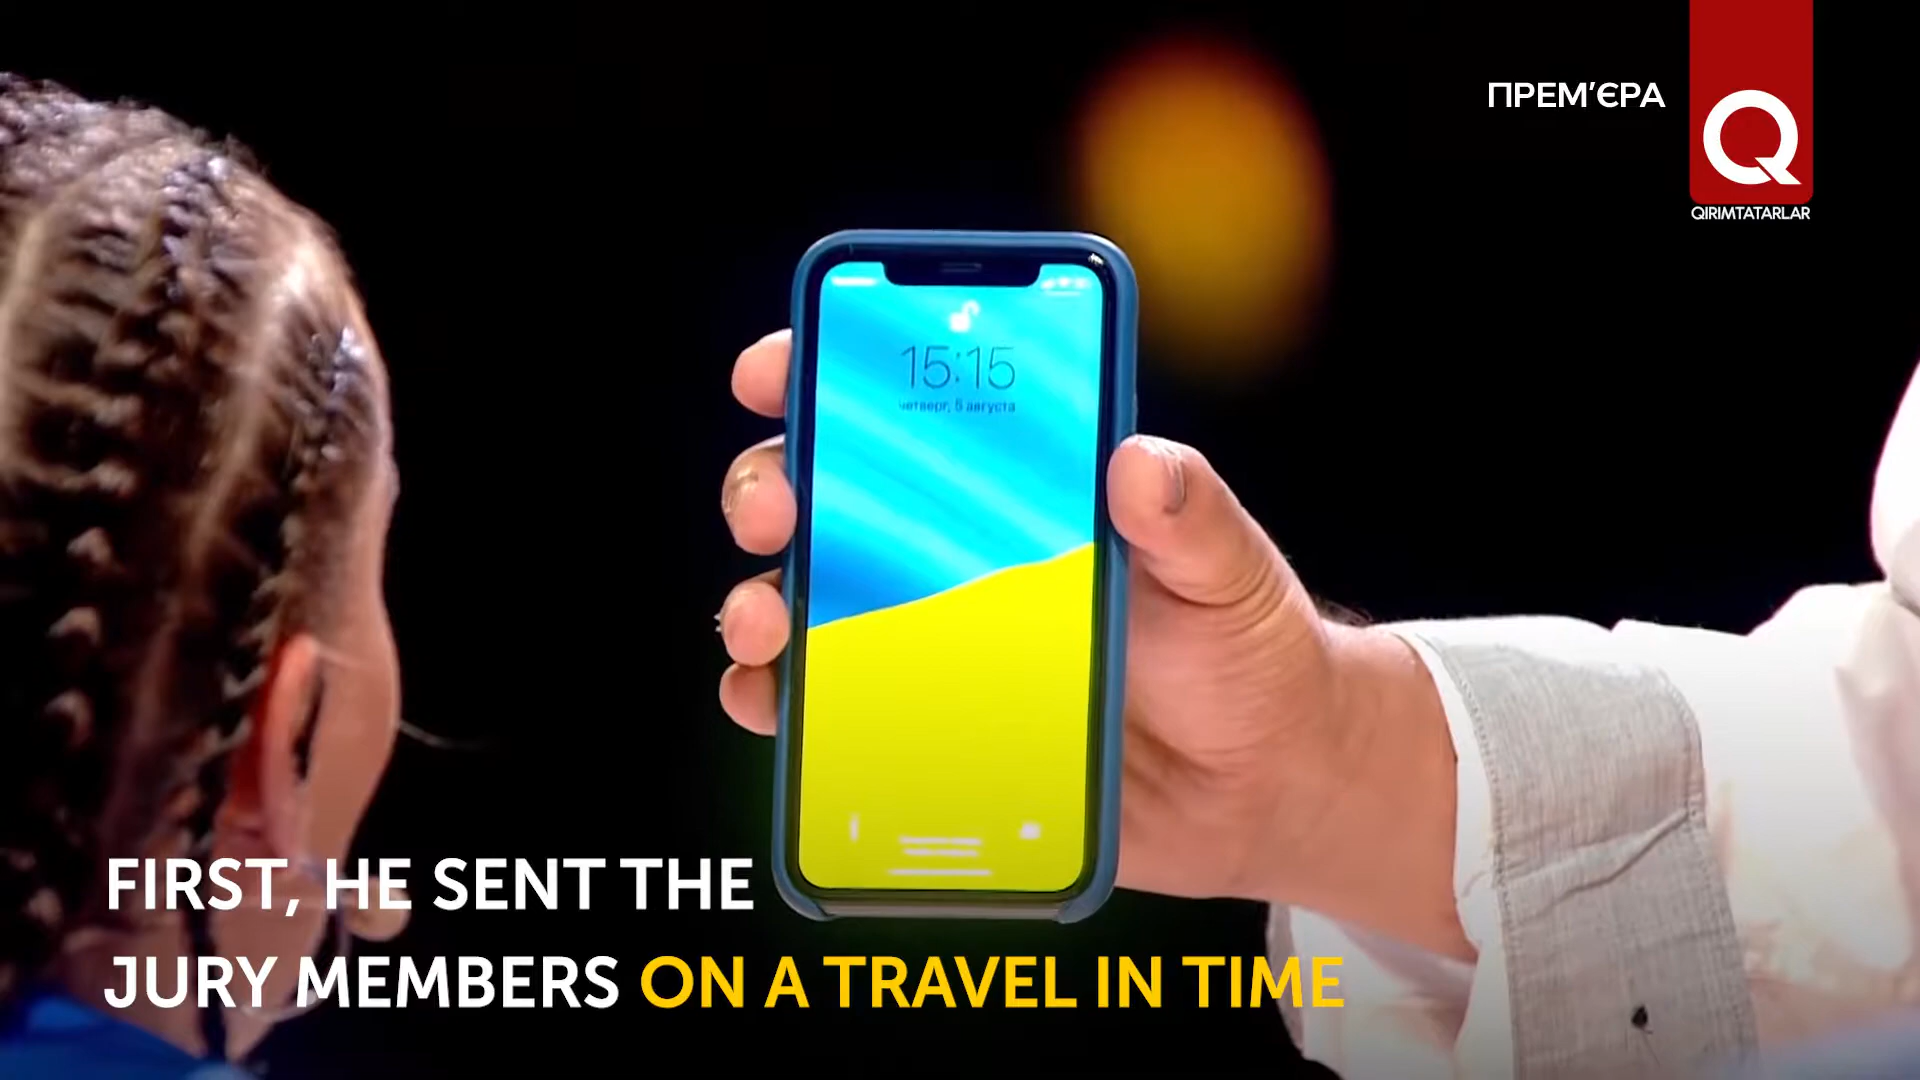 ПРЕМ'ЄРА
Q
QIRIMTATARLAR
15:15
четверг, 5 августа
FIRST, HE SENT THE
JURY MEMBERS ON A TRAVEL IN TIME